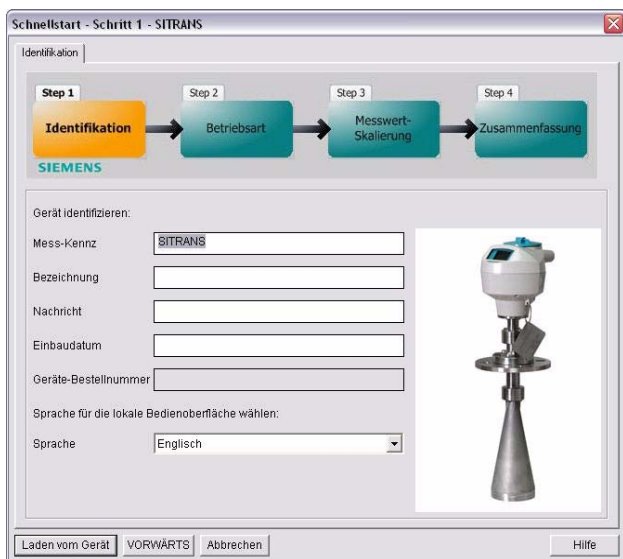 Schnellstart - Schritt 1 - SITRANS
Identifikation
Step 1
Step 2
Step 3
Step 4
Identifikation
Betriebsart
Messwert-
Skalierung
Zusammenfassung
SIEMENS
Gerät identifizieren:
Mess-Kennz
SITRANS
Bezeichnung
Nachricht
Einbaudatum
Geräte-Bestellnummer
Sprache für die lokale Bedienoberfläche wählen:
Sprache
Englisch
Laden vom Gerät
VORWÄRTS
Abbrechen
Hilfe